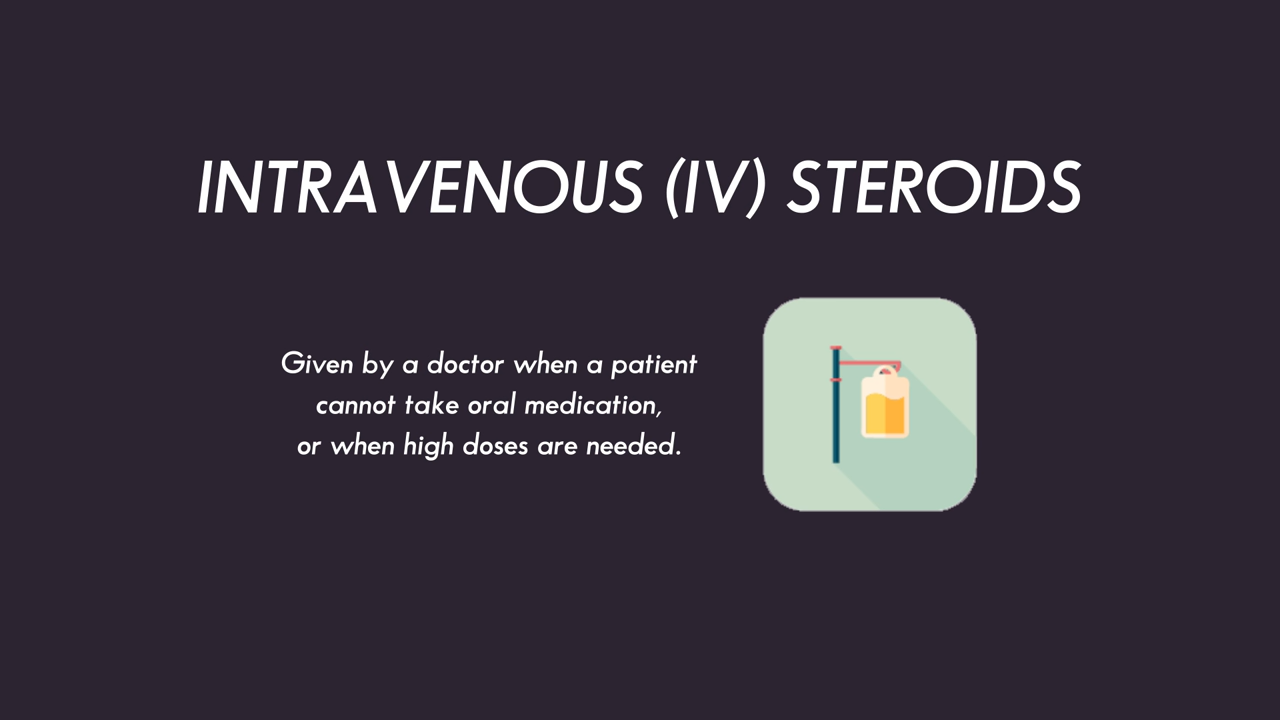 INTRAVENOUS (IV) STEROIDS
Given by a doctor when a patient
cannot take oral medication,
or when high doses are needed.